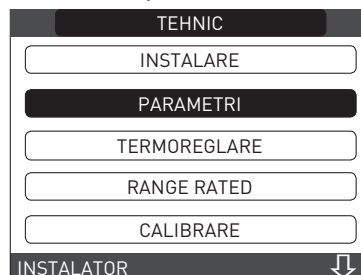 TEHNIC
INSTALARE
PARAMETRI
TERMOREGLARE
RANGE RATED
CALIBRARE
INSTALATOR